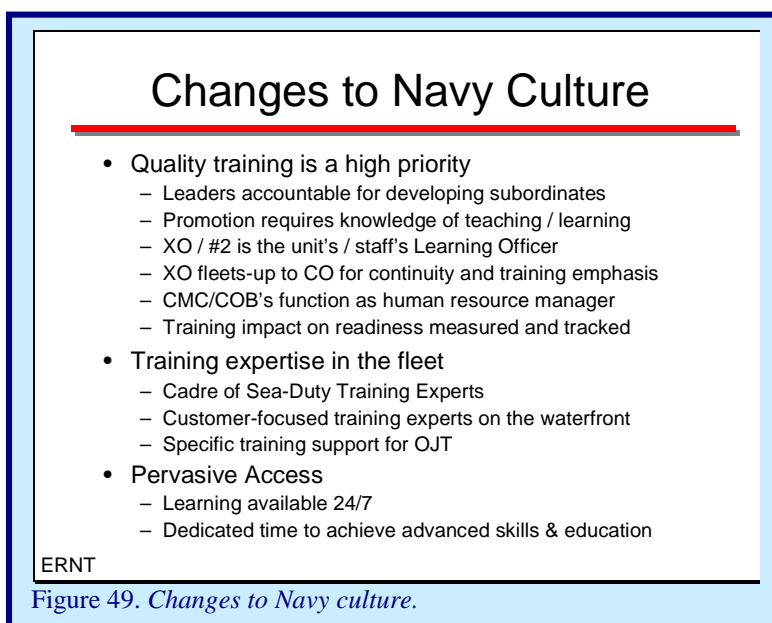 Changes to Navy Culture
• Quality training is a high priority
– Leaders accountable for developing subordinates
– Promotion requires knowledge of teaching / learning
– XO / #2 is the unit's / staff's Learning Officer
– XO fleets-up to CO for continuity and training emphasis
– CMC/COB's function as human resource manager
– Training impact on readiness measured and tracked
• Training expertise in the fleet
– Cadre of Sea-Duty Training Experts
– Customer-focused training experts on the waterfront
– Specific training support for OJT
• Pervasive Access
– Learning available 24/7
– Dedicated time to achieve advanced skills & education
ERNT
Figure 49. Changes to Navy culture.